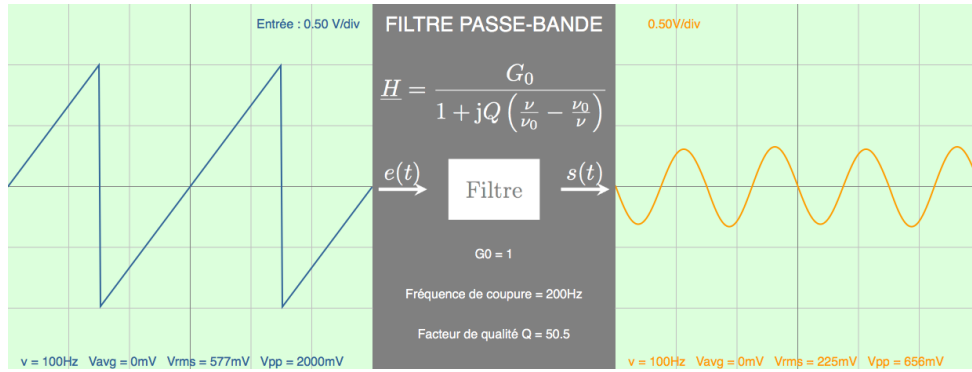 Entrée : 0.50 V/div
FILTRE PASSE-BANDE
0.50V/div
H = G₀ / (1 + jQ (ν/ν₀ − ν₀/ν))
e(t)
Filtre
s(t)
G0 = 1
Fréquence de coupure = 200Hz
Facteur de qualité Q = 50.5
v = 100Hz Vavg = 0mV Vrms = 577mV Vpp = 2000mV
v = 100Hz Vavg = 0mV Vrms = 225mV Vpp = 656mV